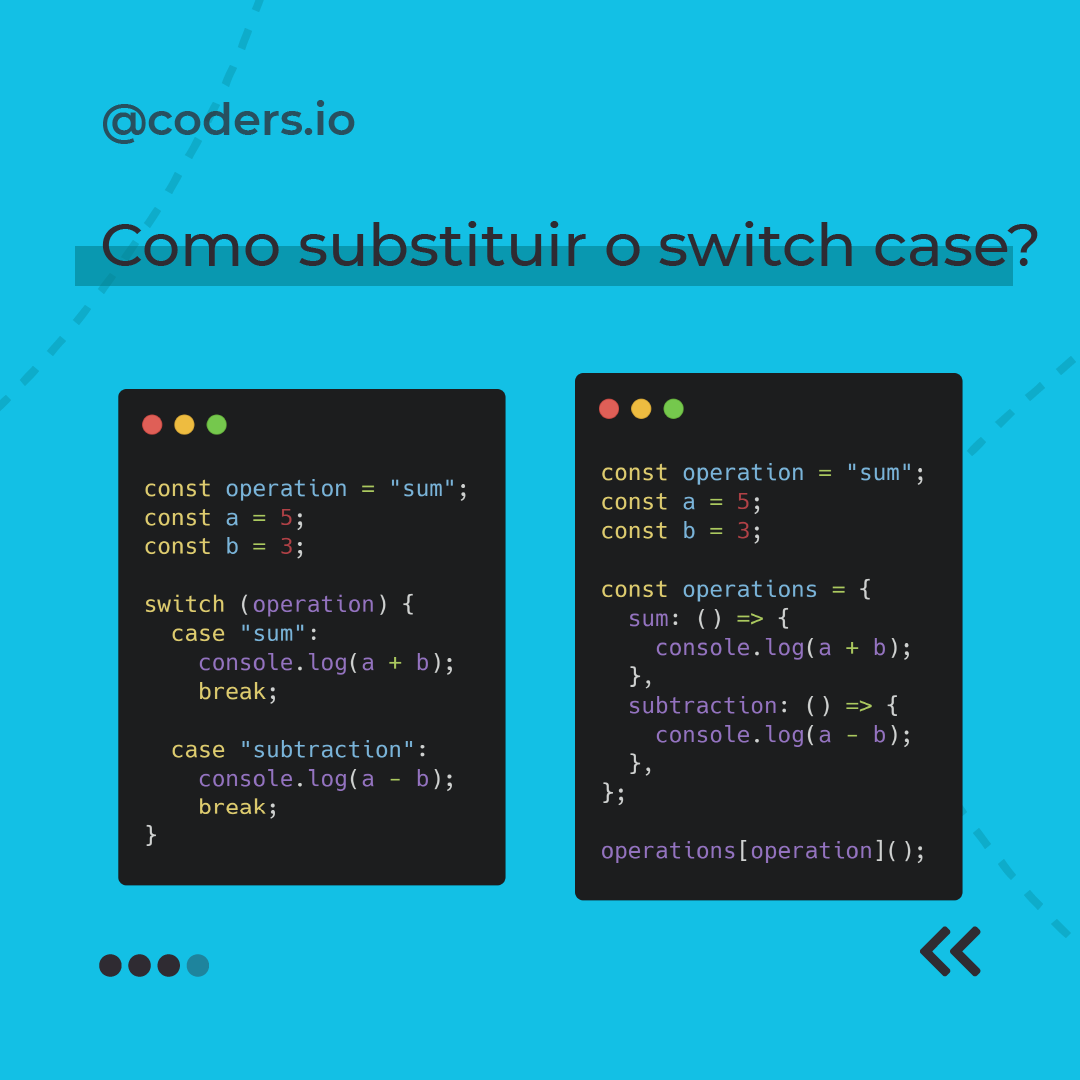 @coders.io
Como substituir o switch case?
const operation = "sum";
const a = 5;
const b = 3;

switch (operation) {
  case "sum":
    console.log(a + b);
    break;

  case "subtraction":
    console.log(a - b);
    break;
}
const operation = "sum";
const a = 5;
const b = 3;

const operations = {
  sum: () => {
    console.log(a + b);
  },
  subtraction: () => {
    console.log(a - b);
  },
};

operations[operation]();